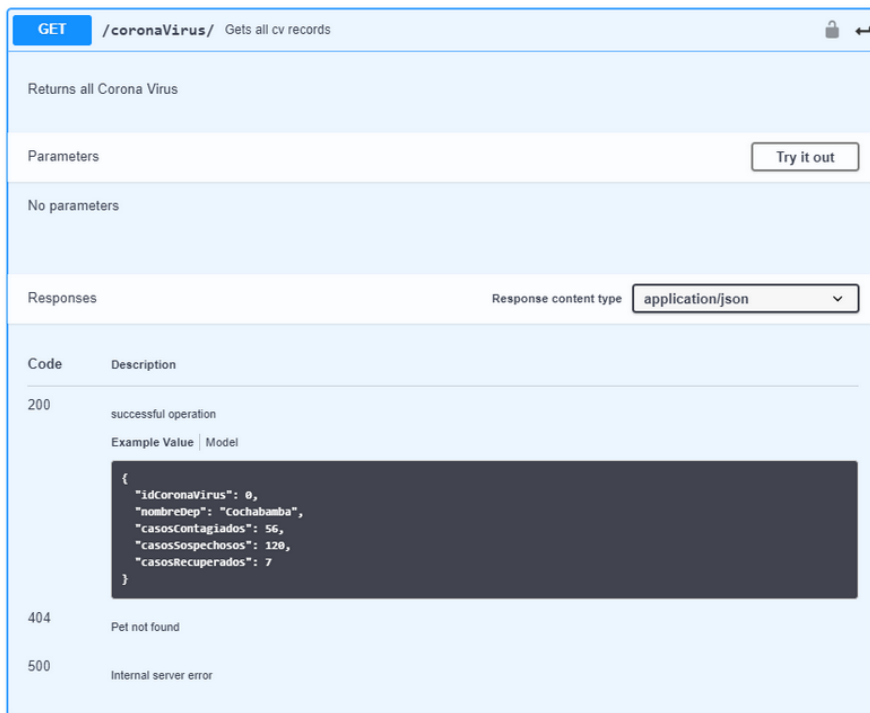 GET /coronaVirus/ Gets all cv records
Returns all Corona Virus
Parameters Try it out
No parameters
Responses Response content type application/json
Code Description
200 successful operation
Example Value Model
{
"idCoronaVirus": 0,
"nombreDep": "Cochabamba",
"casosContagiados": 56,
"casosSospechosos": 120,
"casosRecuperados": 7
}
404 Pet not found
500 Internal server error